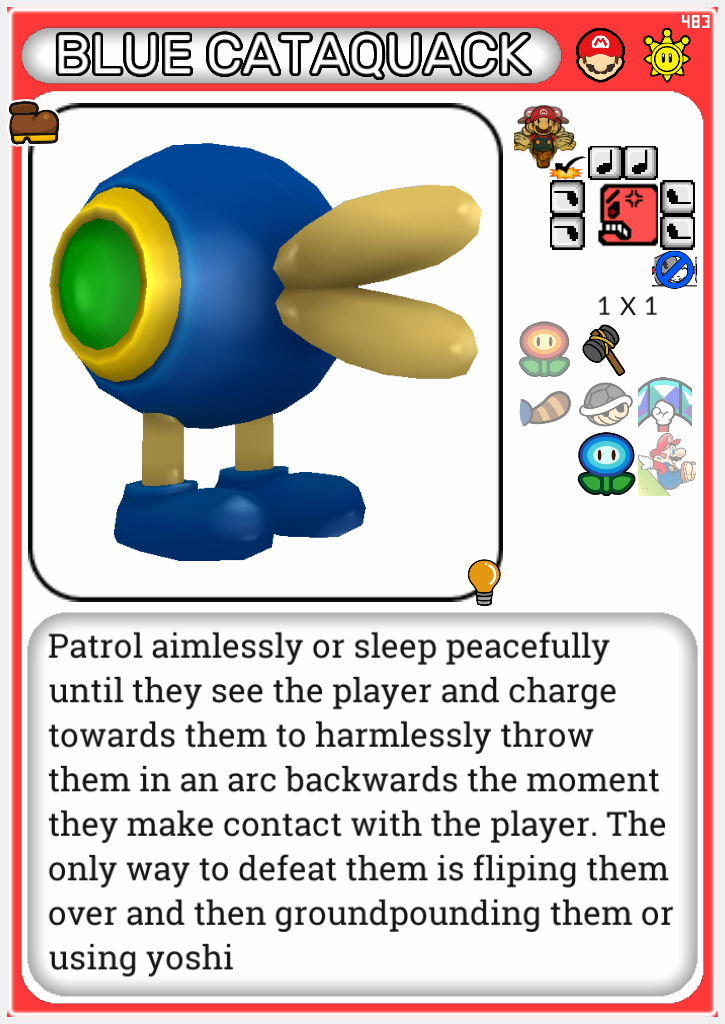 483
BLUE CATAQUACK
1 X 1
Patrol aimlessly or sleep peacefully
until they see the player and charge
towards them to harmlessly throw
them in an arc backwards the moment
they make contact with the player. The
only way to defeat them is fliping them
over and then groundpounding them or
using yoshi